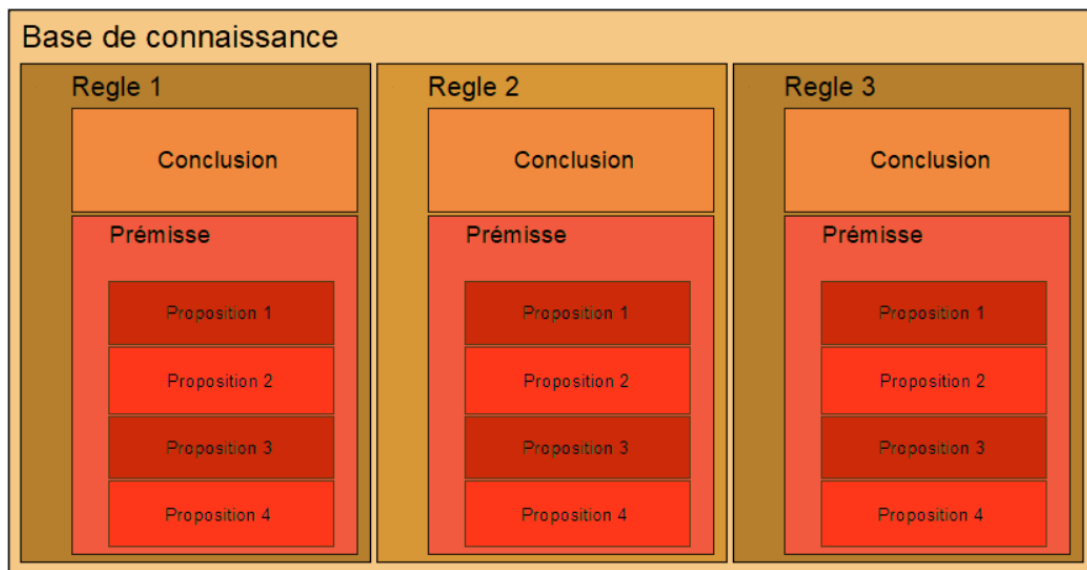 Base de connaissance
Regle 1
Conclusion
Prémisse
Proposition 1
Proposition 2
Proposition 3
Proposition 4
Regle 2
Conclusion
Prémisse
Proposition 1
Proposition 2
Proposition 3
Proposition 4
Regle 3
Conclusion
Prémisse
Proposition 1
Proposition 2
Proposition 3
Proposition 4